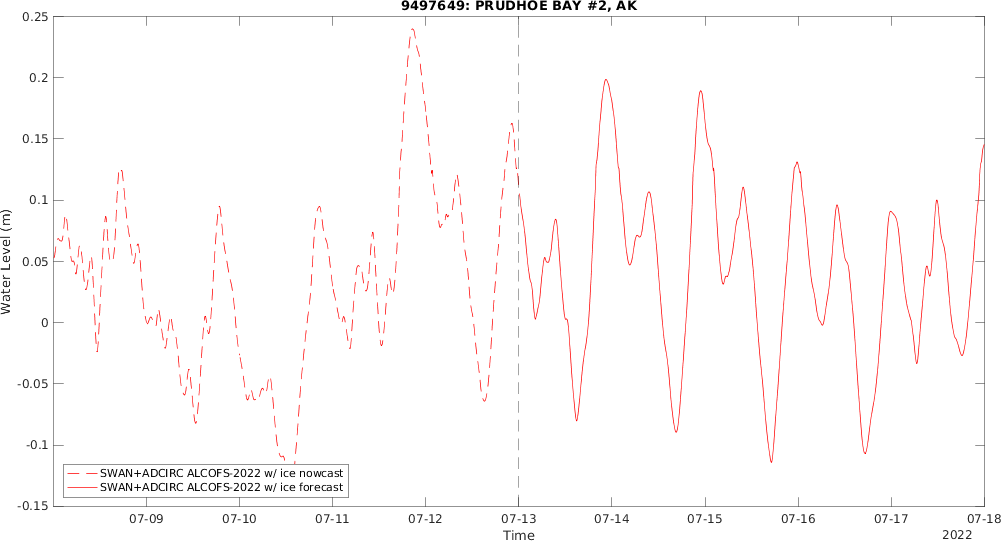 9497649: PRUDHOE BAY #2, AK
0.25
0.2
0.15
0.1
0.05
0
-0.05
-0.1
-0.15
Water Level (m)
SWAN+ADCIRC ALCOFS-2022 w/ ice nowcast
SWAN+ADCIRC ALCOFS-2022 w/ ice forecast
07-09 07-10 07-11 07-12 07-13 07-14 07-15 07-16 07-17 07-18
Time
2022